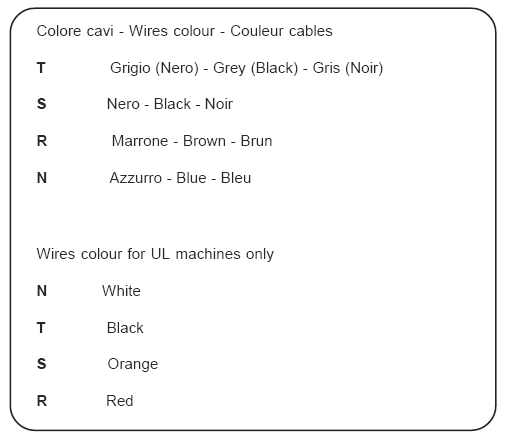 Colore cavi - Wires colour - Couleur cables
T Grigio (Nero) - Grey (Black) - Gris (Noir)
S Nero - Black - Noir
R Marrone - Brown - Brun
N Azzurro - Blue - Bleu
Wires colour for UL machines only
N White
T Black
S Orange
R Red